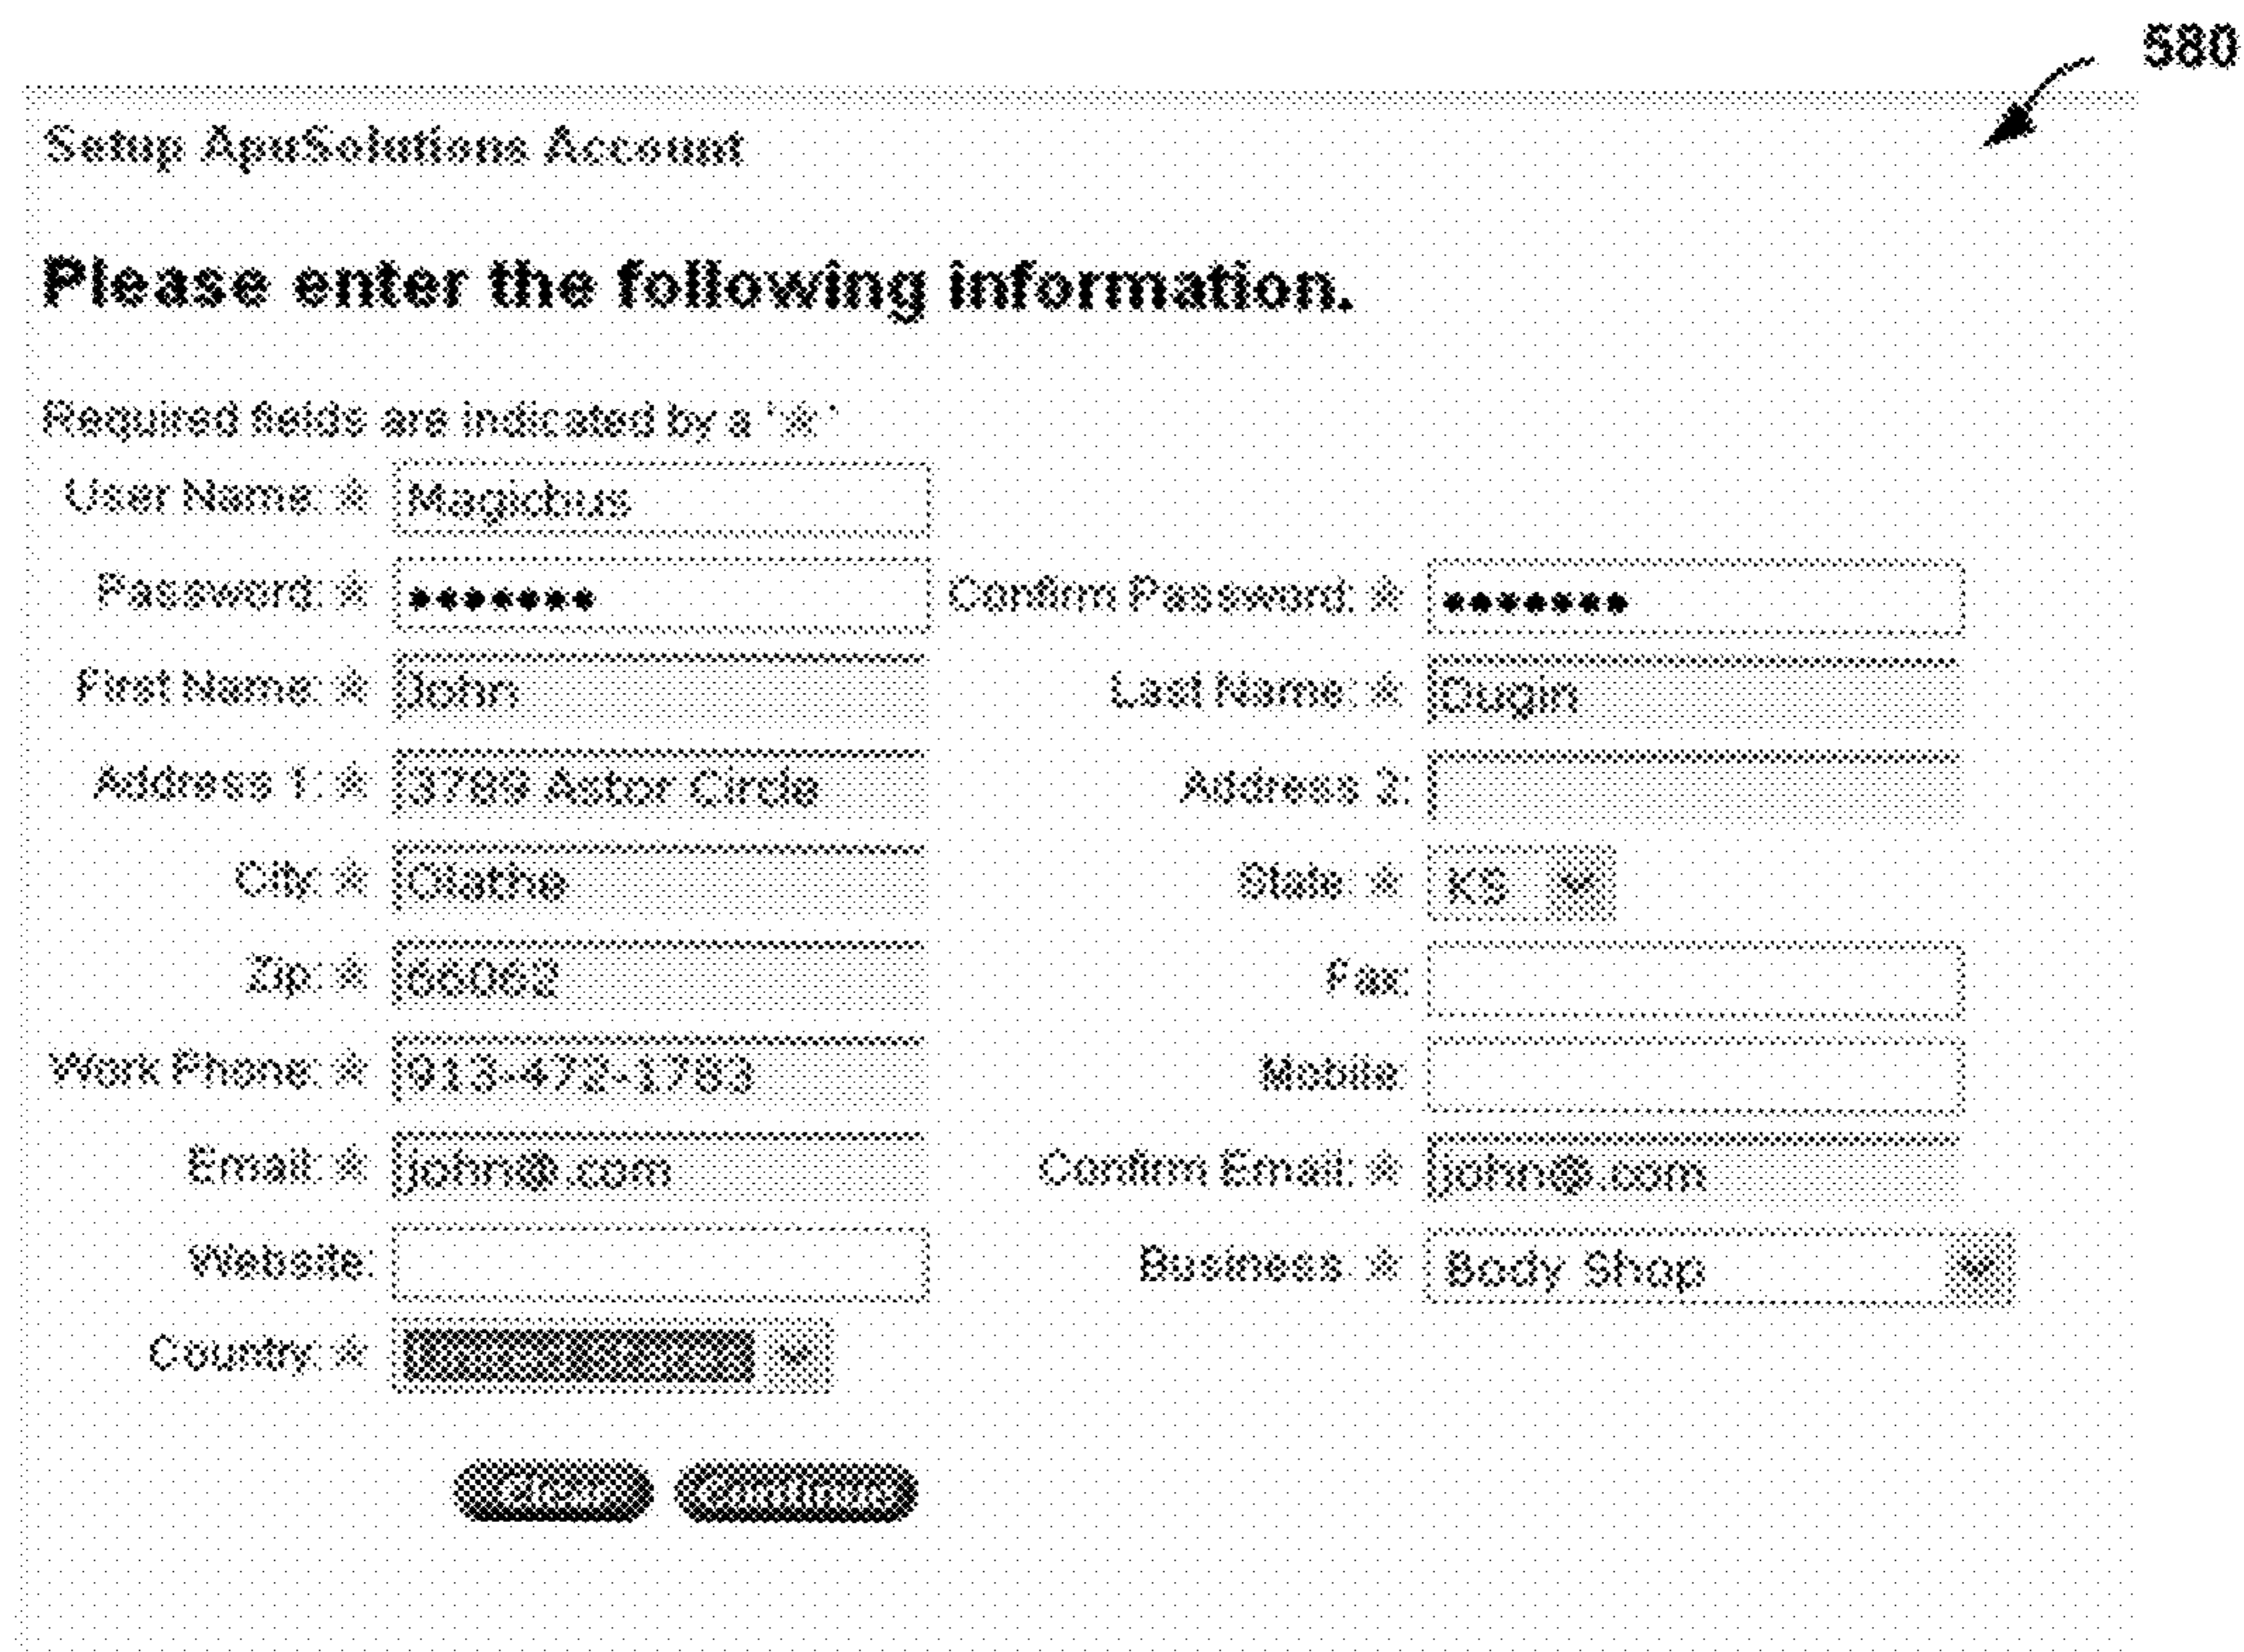 580
Setup ApuSolutions Account
Please enter the following information.
Required fields are indicated by a '*'
User Name: * Magicbus
Password: * ••••••• Confirm Password: * •••••••
First Name: * John Last Name: * Dugin
Address 1: * 3789 Astor Circle Address 2:
City: * Olathe State: * KS
Zip: * 66062 Fax:
Work Phone: * 913-472-1783 Mobile:
Email: * john@.com Confirm Email: * john@.com
Website: Business * Body Shop
Country: *
Clear Continue